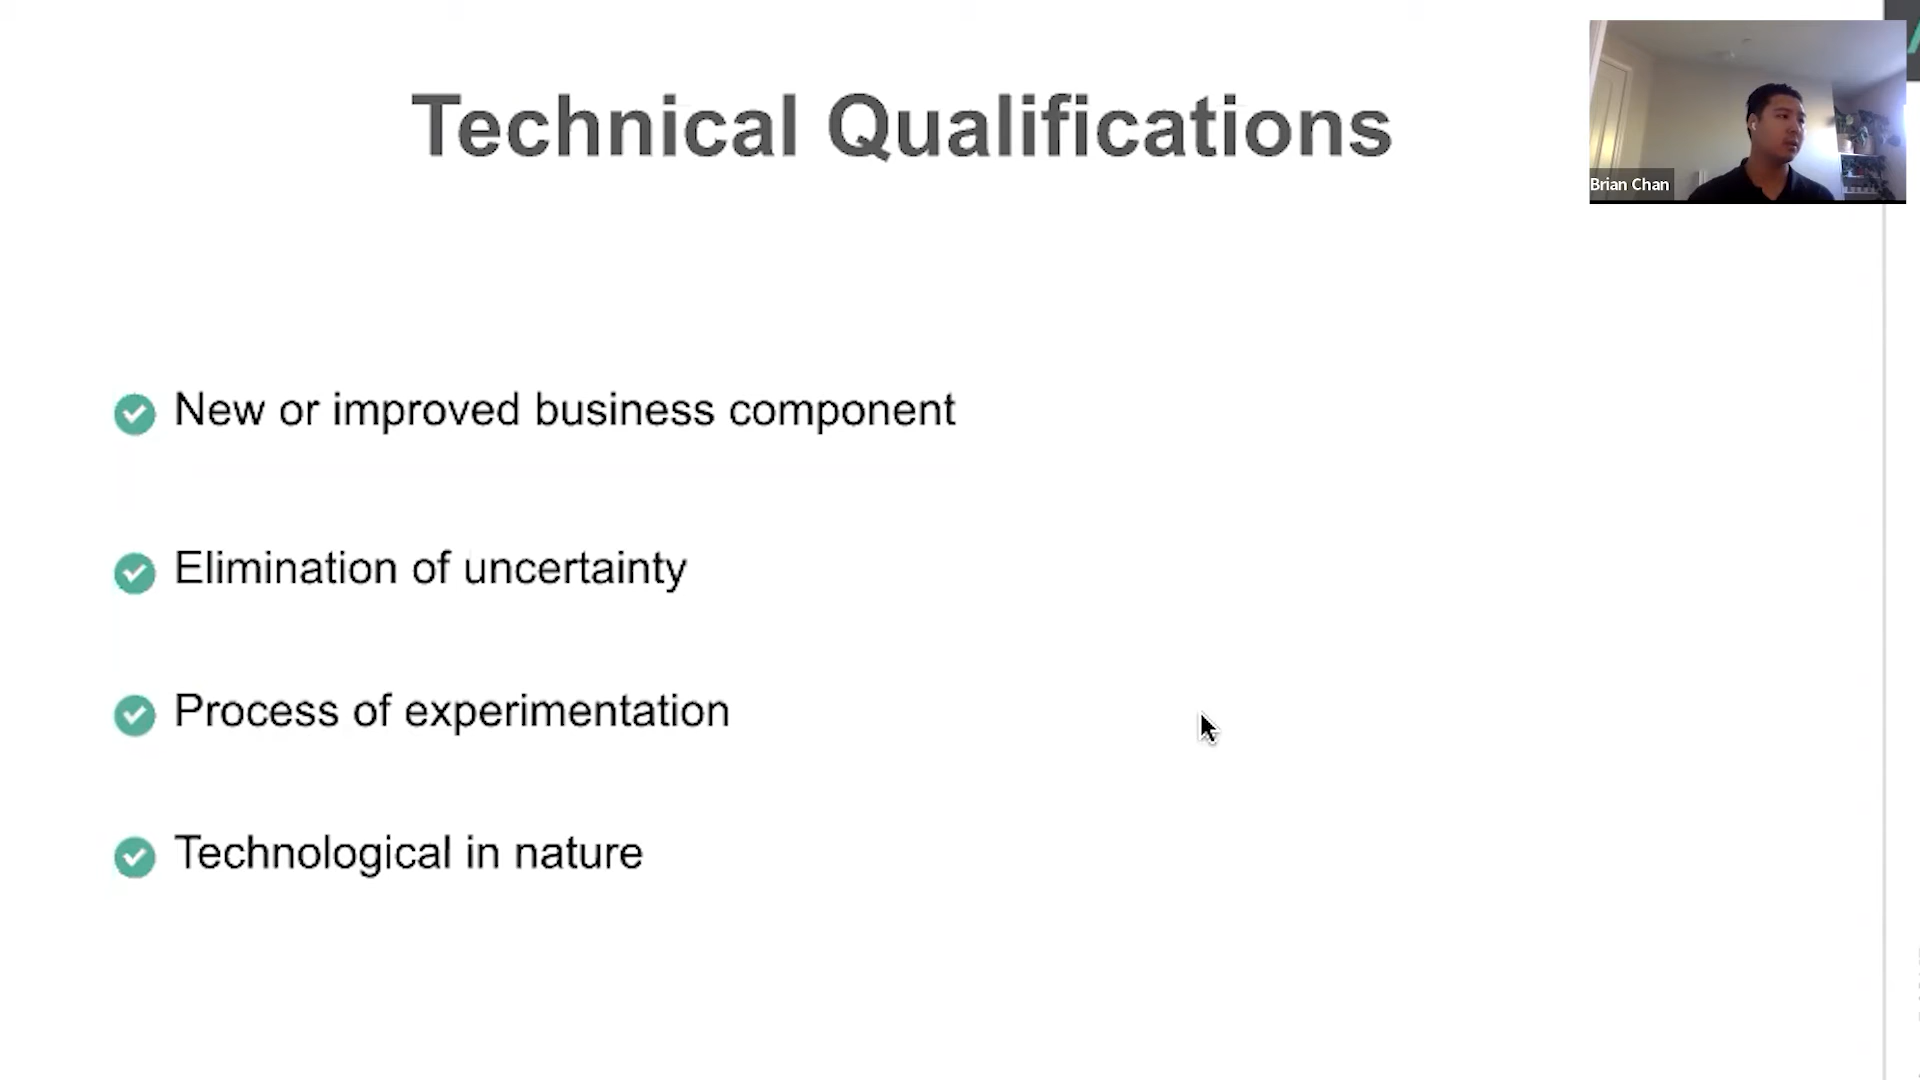 Technical Qualifications
Brian Chan
New or improved business component
Elimination of uncertainty
Process of experimentation
Technological in nature